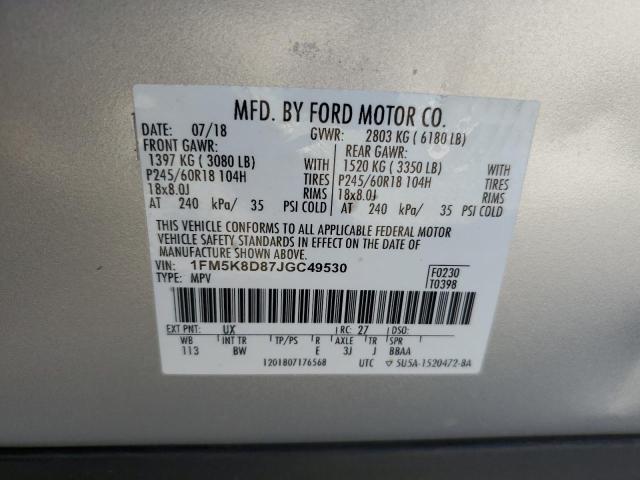 MFD. BY FORD MOTOR CO.
DATE: 07/18 GVWR: 2803 KG ( 6180 LB)
FRONT GAWR: REAR GAWR:
1397 KG ( 3080 LB) WITH 1520 KG ( 3350 LB) WITH
P245/60R18 104H TIRES P245/60R18 104H TIRES
18x8.0J RIMS 18x8.0J RIMS
AT 240 kPa/ 35 PSI COLD AT 240 kPa/ 35 PSI COLD
THIS VEHICLE CONFORMS TO ALL APPLICABLE FEDERAL MOTOR
VEHICLE SAFETY STANDARDS IN EFFECT ON THE DATE OF
MANUFACTURE SHOWN ABOVE.
VIN: 1FM5K8D87JGC49530 F0230
TYPE: MPV T0398
EXT PNT: UX RC: 27 DSO:
WB INT TR TP/PS R AXLE TR SPR
113 BW E 3J J BBAA
1201807176568 UTC 5U5A-1520472-BA